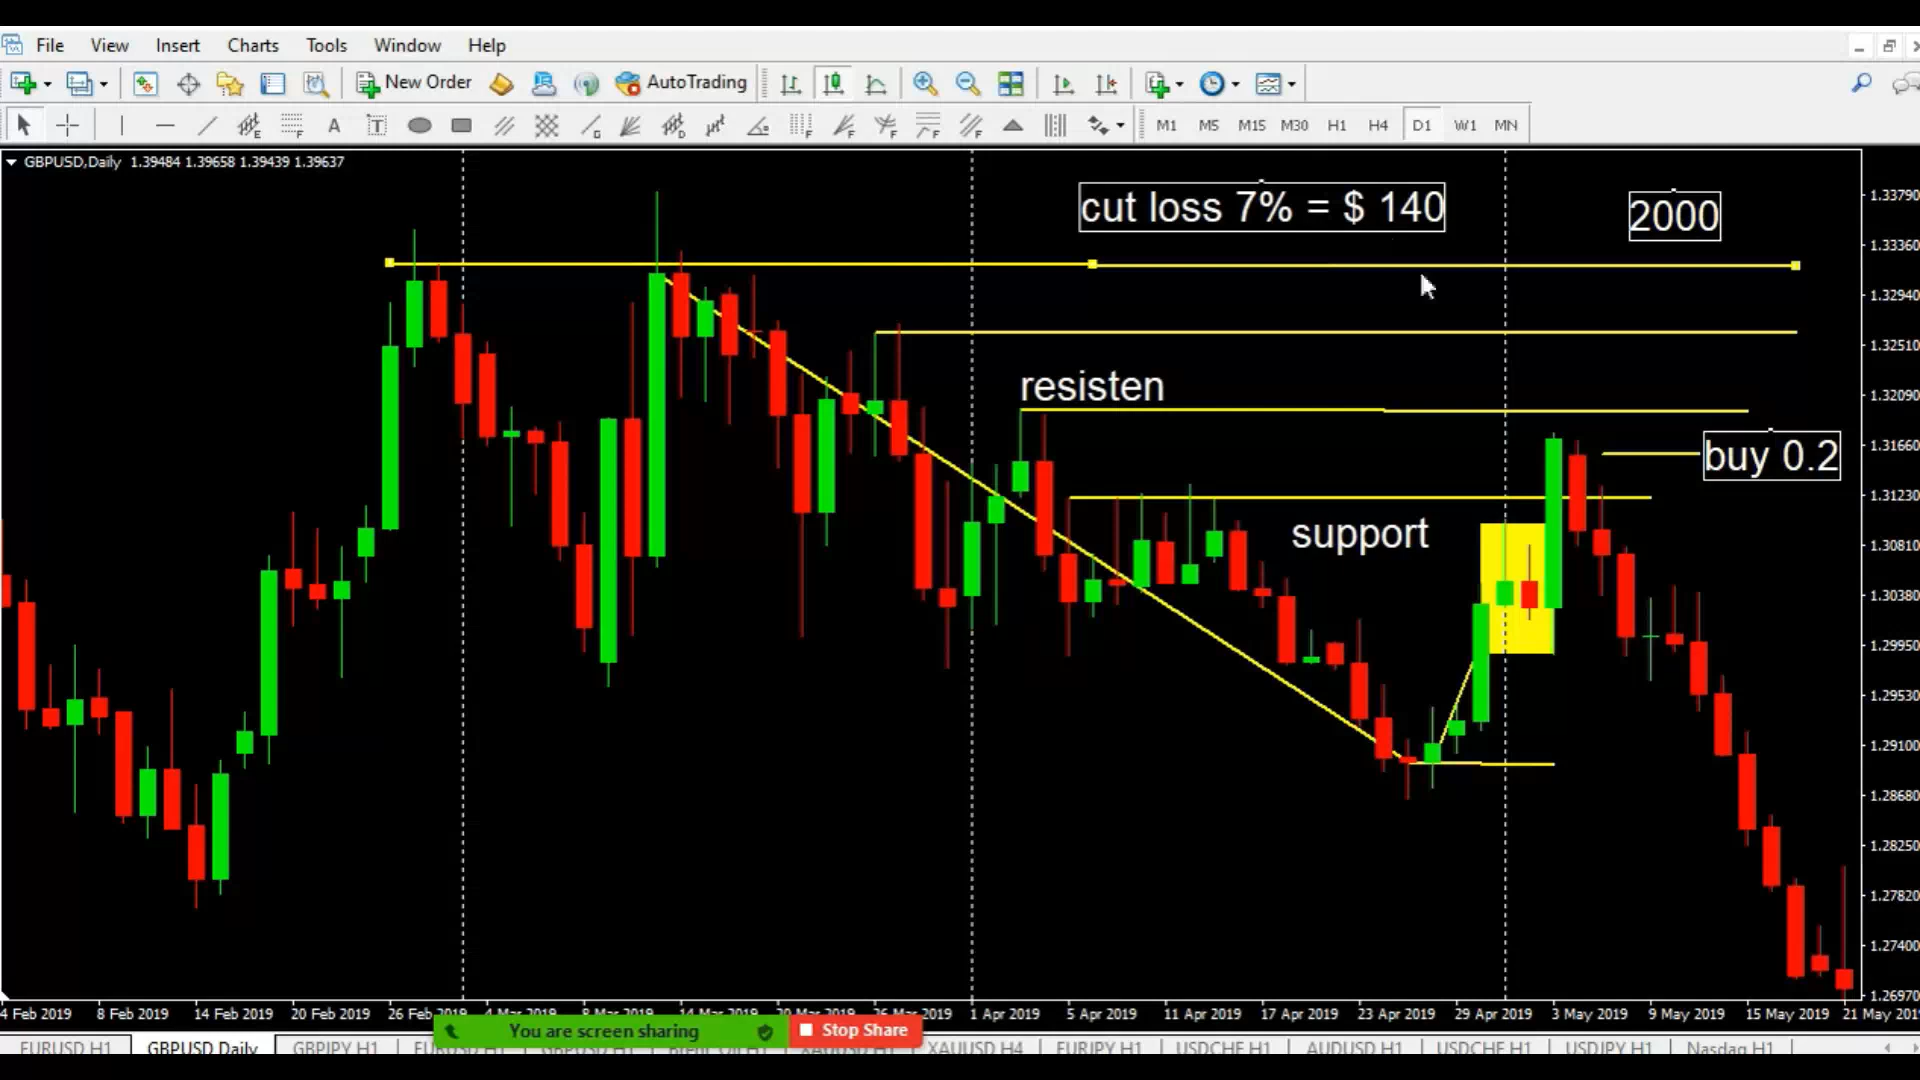 File View Insert Charts Tools Window Help
New Order AutoTrading
A T M1 M5 M15 M30 H1 H4 D1 W1 MN
GBPUSD,Daily 1.39484 1.39658 1.39439 1.39637
cut loss 7% = $ 140
2000
resisten
buy 0.2
support
1.33790
1.33360
1.32940
1.32510
1.32090
1.31660
1.31230
1.30810
1.30380
1.29950
1.29530
1.29100
1.28680
1.28250
1.27820
1.27400
1.26970
4 Feb 2019 8 Feb 2019 14 Feb 2019 20 Feb 2019 26 Feb 2019 1 Apr 2019 5 Apr 2019 11 Apr 2019 17 Apr 2019 23 Apr 2019 29 Apr 2019 3 May 2019 9 May 2019 15 May 2019 21 May 2019
You are screen sharing Stop Share
EURUSD H1 GBPUSD Daily GBPJPY H1 XAUUSD H4 EURJPY H1 USDCHF H1 AUDUSD H1 USDCHF H1 USDJPY H1 Nasdaq H1